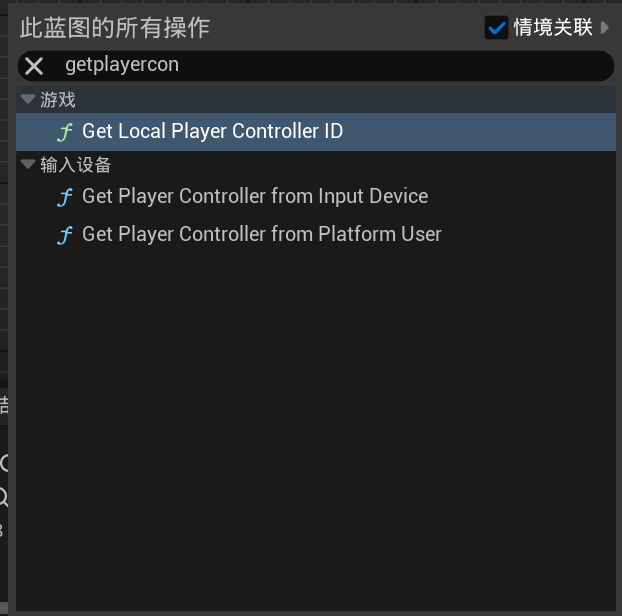 此蓝图的所有操作
情境关联
getplayercon
游戏
Get Local Player Controller ID
输入设备
Get Player Controller from Input Device
Get Player Controller from Platform User